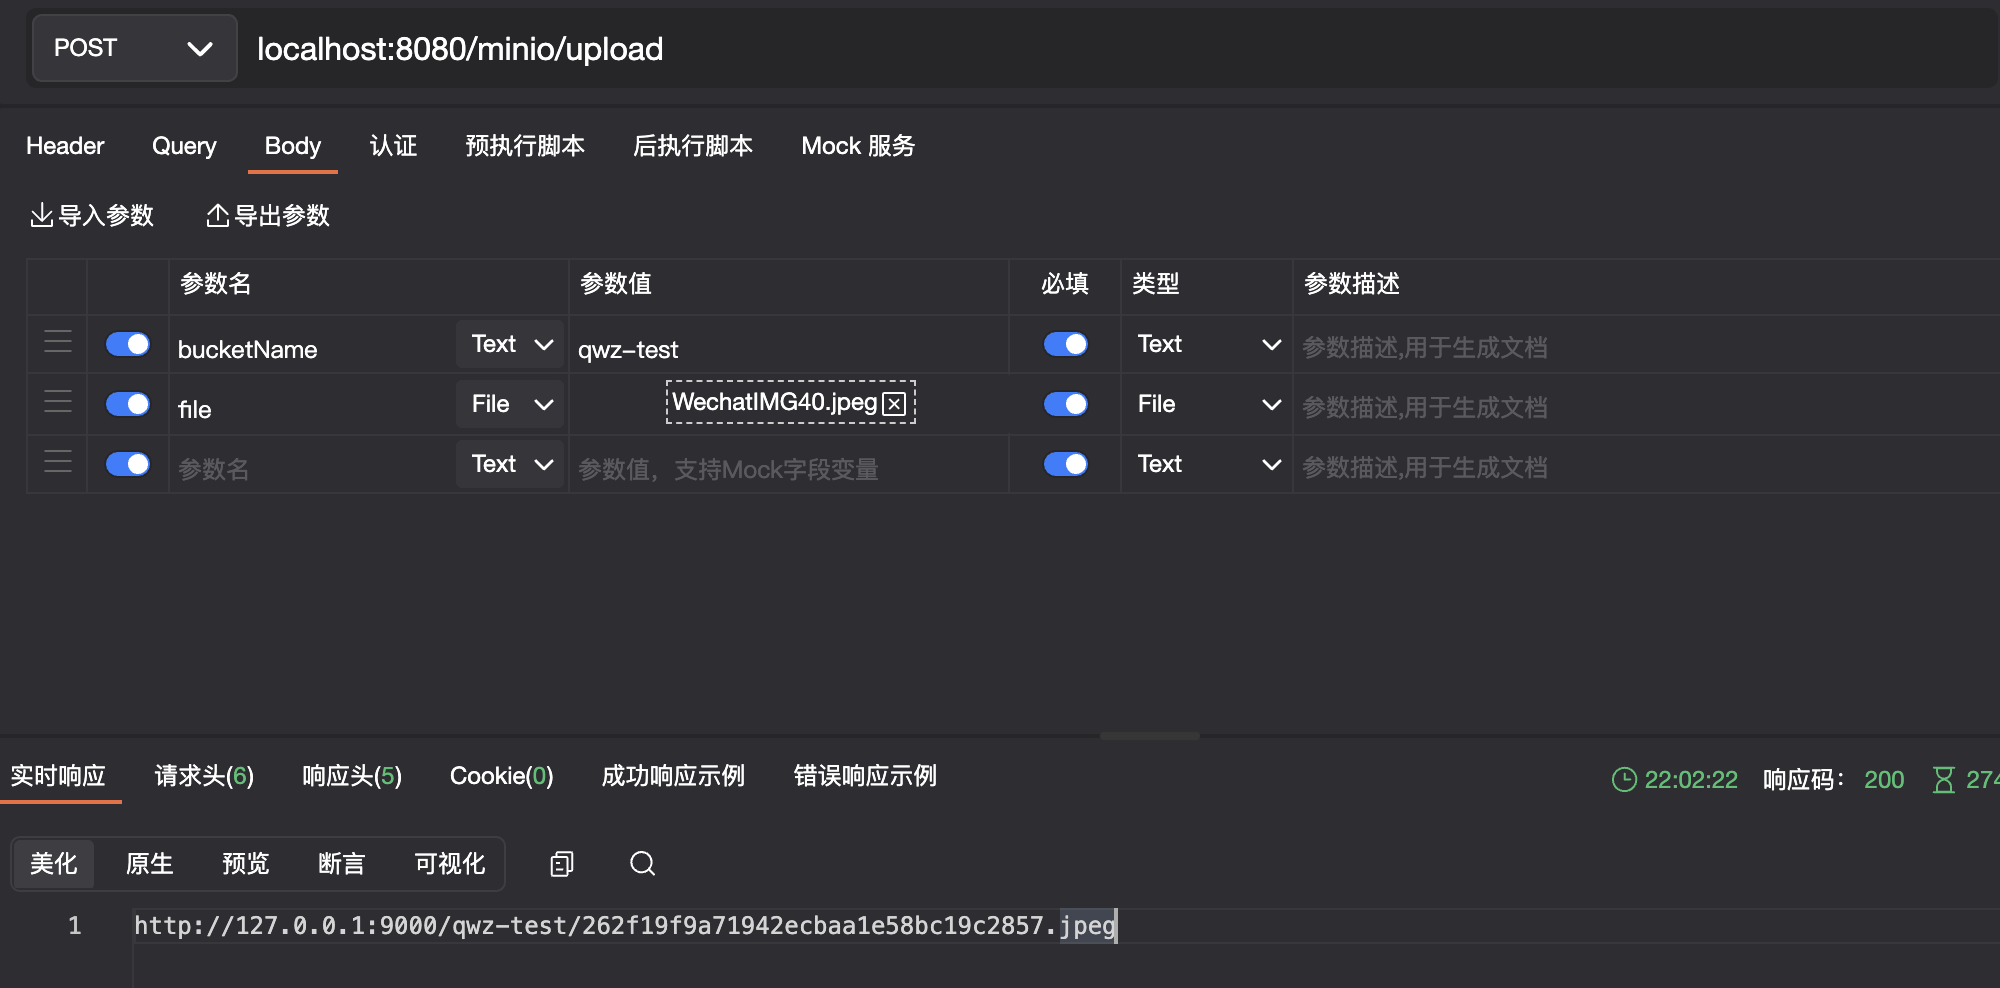 POST localhost:8080/minio/upload
Header Query Body 认证 预执行脚本 后执行脚本 Mock 服务
导入参数 导出参数
参数名 参数值 必填 类型 参数描述
bucketName Text qwz-test Text 参数描述,用于生成文档
file File WechatIMG40.jpeg File 参数描述,用于生成文档
参数名 Text 参数值，支持Mock字段变量 Text 参数描述,用于生成文档
实时响应 请求头(6) 响应头(5) Cookie(0) 成功响应示例 错误响应示例 22:02:22 响应码： 200 274
美化 原生 预览 断言 可视化
1 http://127.0.0.1:9000/qwz-test/262f19f9a71942ecbaa1e58bc19c2857.jpeg